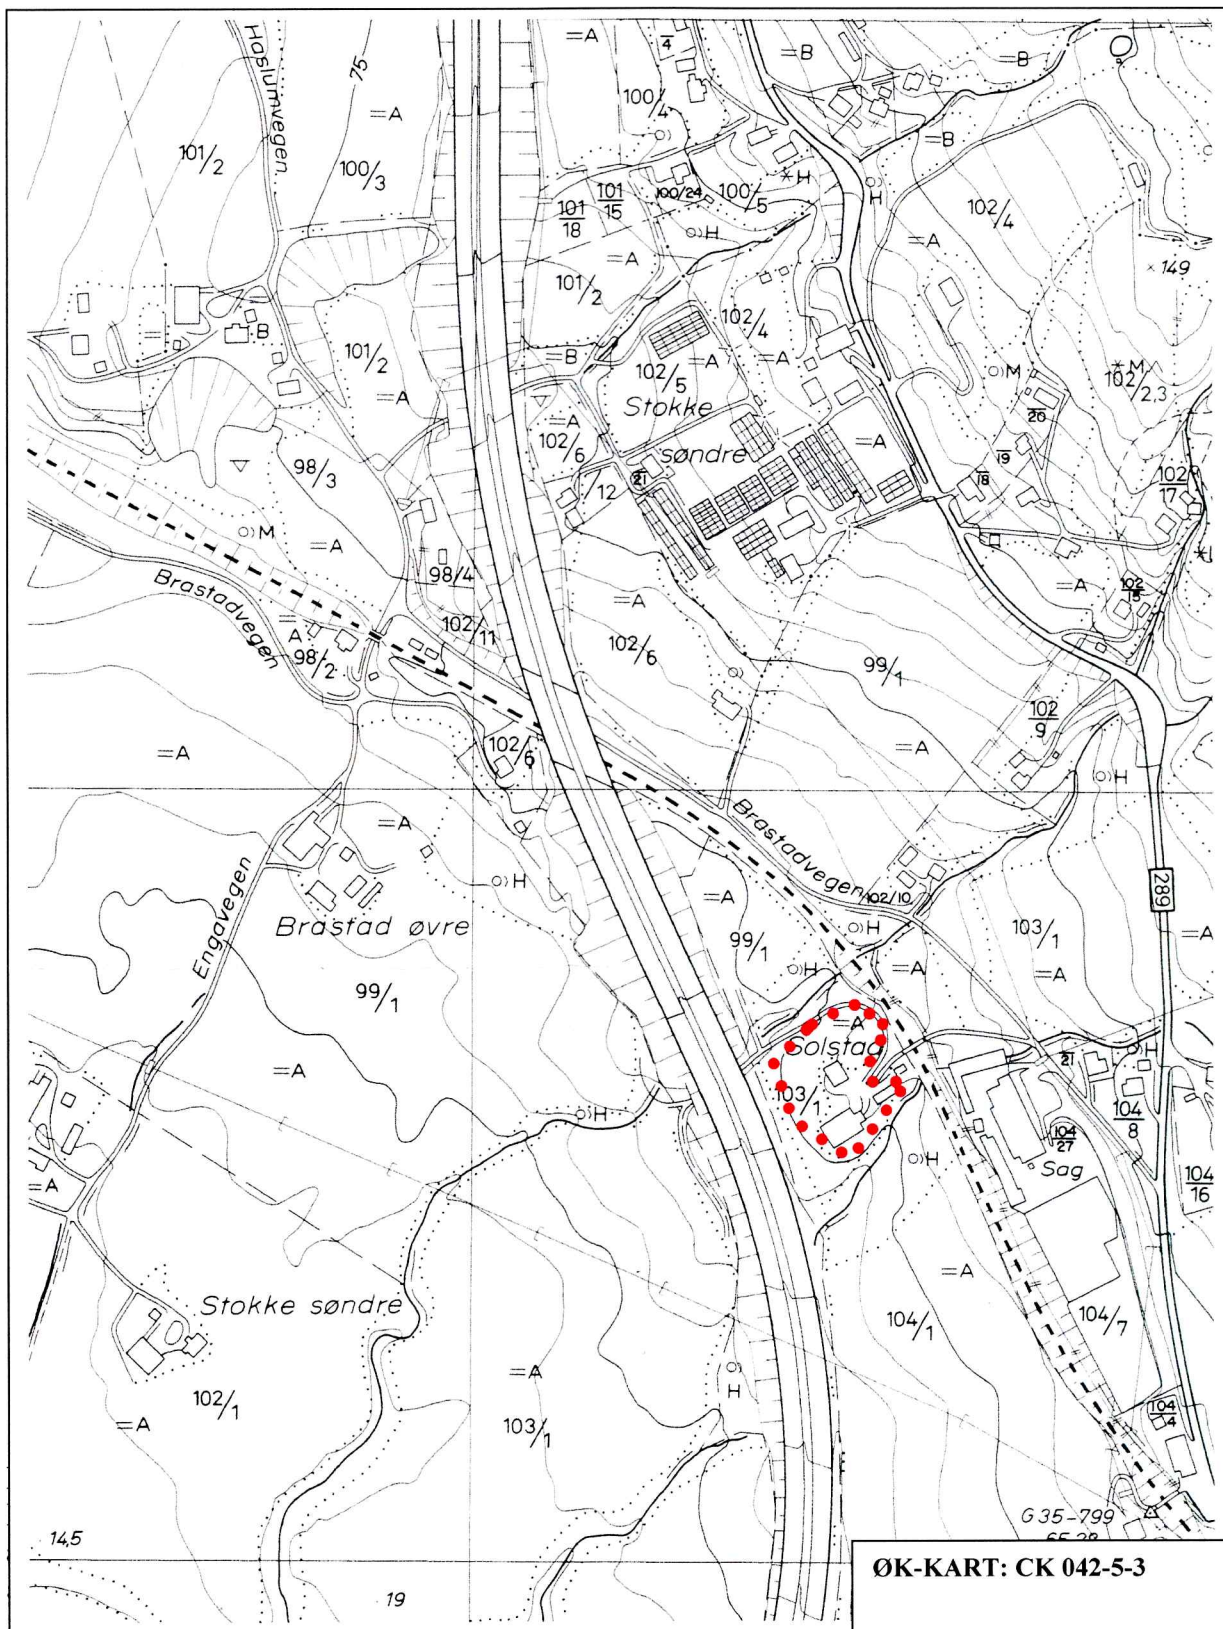 =A
4
=B
=B
Haslumvegen
75
=A
100/4
=B
101/2
100/3
*H
H
101
18
101
15
100/24
100/5
102/4
H
=A
=A
× 149
101/2
102/4
=B
101/2
=B
=A
=A
*M
102/2,3
102/5
M
=A
Stokke
20
=A
102/6
søndre
=A
19
98/3
21
18
102
17
/12
M
=A
Brastadvegen
98/4
=A
=A
102
15
=A
102/11
98/2
102/6
99/1
102
9
=A
102/6
=A
H
=A
Brastadvegen
Engavegen
H
=A
102/10
289
Brastad øvre
H
103/1
=A
99/1
H
=A
=A
99/1
=A
Solstad
=A
21
H
H
103/1
104
8
104
27
H
Sag
104
16
=A
=A
Stokke søndre
104/1
104/7
H
=A
102/1
=A
103/1
104
4
G 35-799
14,5
ØK-KART: CK 042-5-3
19